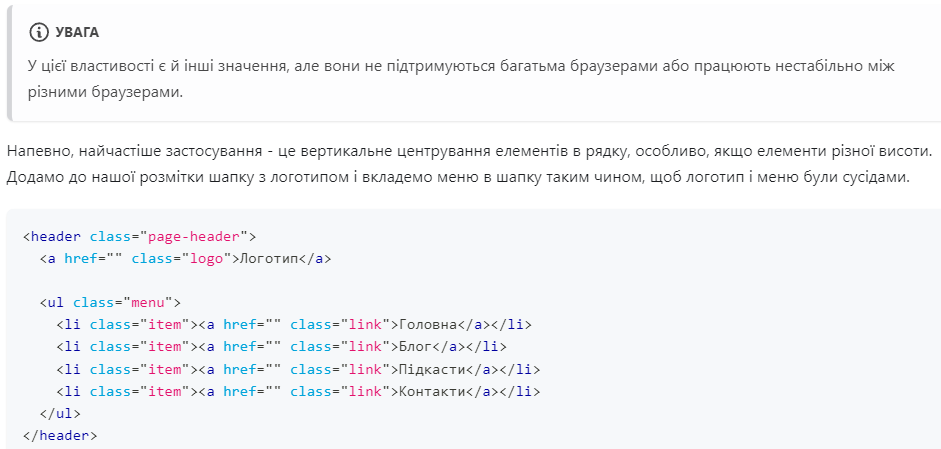 УВАГА
У цієї властивості є й інші значення, але вони не підтримуються багатьма браузерами або працюють нестабільно між
різними браузерами.
Напевно, найчастіше застосування - це вертикальне центрування елементів в рядку, особливо, якщо елементи різної висоти.
Додамо до нашої розмітки шапку з логотипом і вкладемо меню в шапку таким чином, щоб логотип і меню були сусідами.
<header class="page-header">
  <a href="" class="logo">Логотип</a>
  <ul class="menu">
    <li class="item"><a href="" class="link">Головна</a></li>
    <li class="item"><a href="" class="link">Блог</a></li>
    <li class="item"><a href="" class="link">Підкасти</a></li>
    <li class="item"><a href="" class="link">Контакти</a></li>
  </ul>
</header>